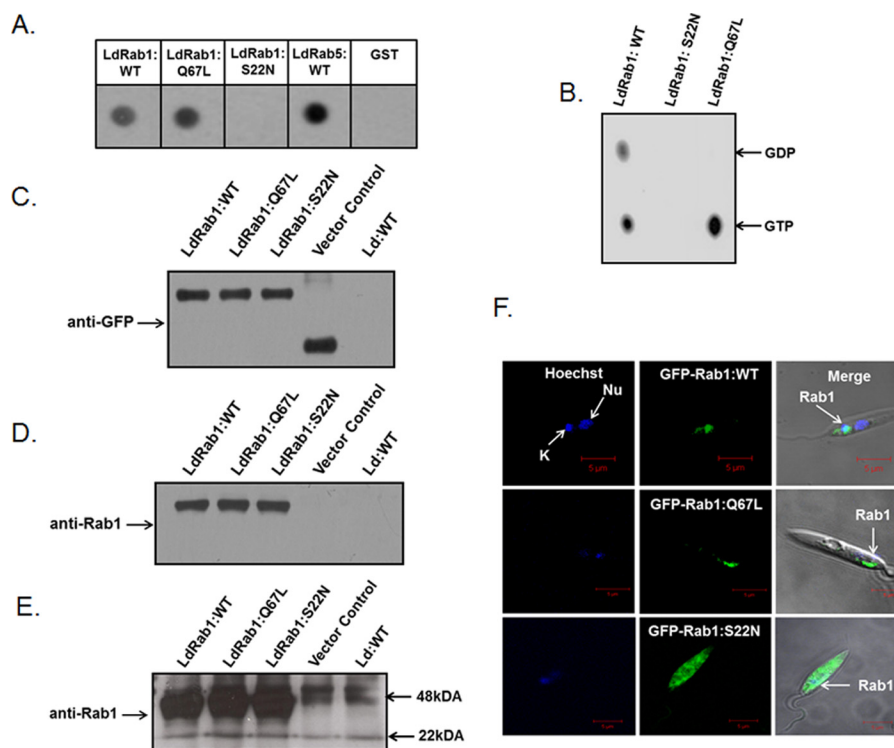 A.
LdRab1:
WT
LdRab1:
Q67L
LdRab1:
S22N
LdRab5:
WT
GST
B.
LdRab1: WT
LdRab1: S22N
LdRab1:Q67L
GDP
GTP
C.
LdRab1:WT
LdRab1:Q67L
LdRab1:S22N
Vector Control
Ld:WT
anti-GFP
D.
LdRab1:WT
LdRab1:Q67L
LdRab1:S22N
Vector Control
Ld:WT
anti-Rab1
E.
LdRab1:WT
LdRab1:Q67L
LdRab1:S22N
Vector Control
Ld:WT
anti-Rab1
48kDA
22kDA
F.
Hoechst
Nu
K
5 µm
GFP-Rab1:WT
5 µm
Merge
Rab1
5 µm
GFP-Rab1:Q67L
Rab1
GFP-Rab1:S22N
Rab1